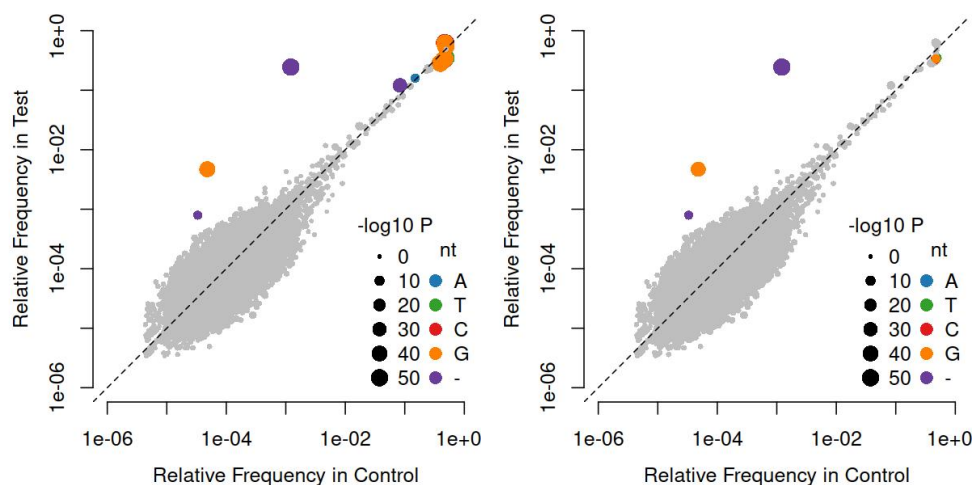 Relative Frequency in Test
1e+0
1e-02
1e-04
1e-06
-log10 P
nt
0
10 A
20 T
30 C
40 G
50 -
1e-06 1e-04 1e-02 1e+0
Relative Frequency in Control
Relative Frequency in Test
1e+0
1e-02
1e-04
1e-06
-log10 P
nt
0
10 A
20 T
30 C
40 G
50 -
1e-06 1e-04 1e-02 1e+0
Relative Frequency in Control